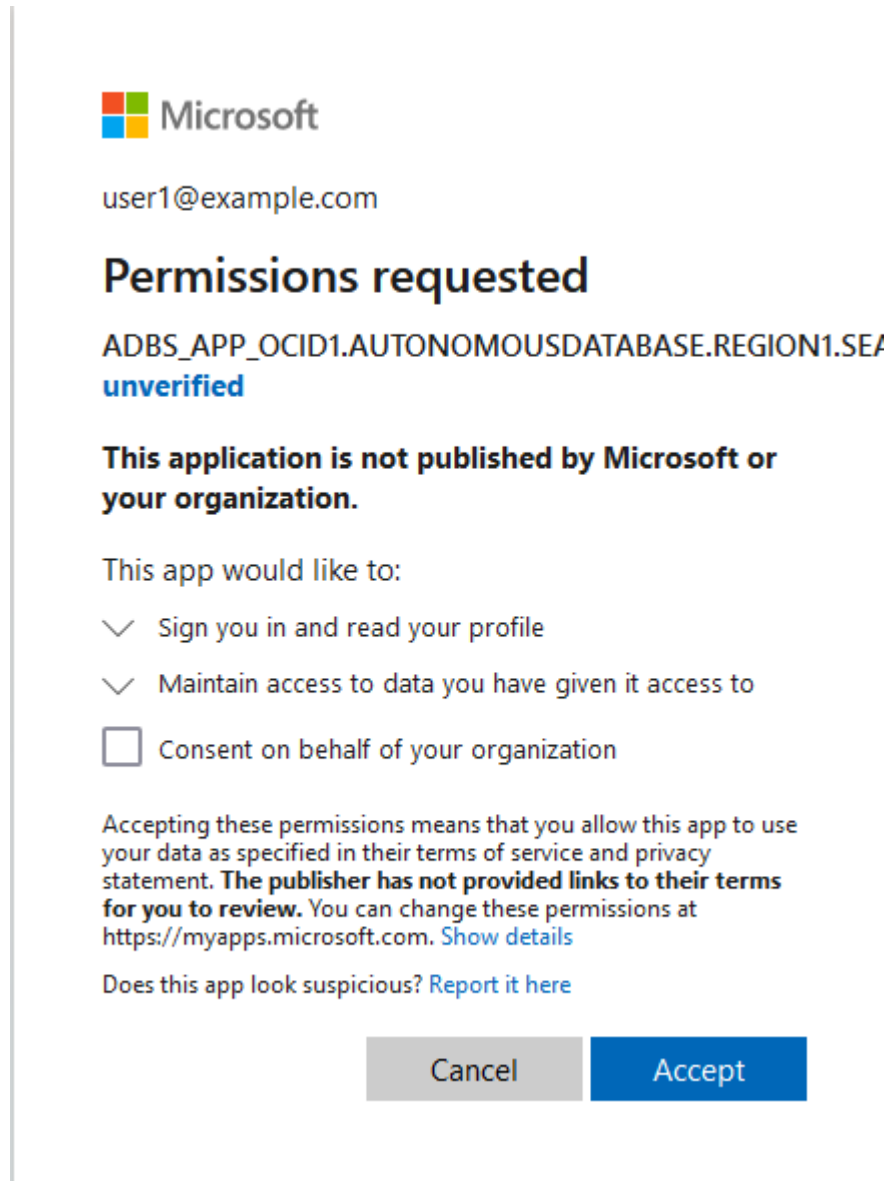 Microsoft
user1@example.com
Permissions requested
ADBS_APP_OCID1.AUTONOMOUSDATABASE.REGION1.SEA
unverified
This application is not published by Microsoft or
your organization.
This app would like to:
Sign you in and read your profile
Maintain access to data you have given it access to
Consent on behalf of your organization
Accepting these permissions means that you allow this app to use
your data as specified in their terms of service and privacy
statement. The publisher has not provided links to their terms
for you to review. You can change these permissions at
https://myapps.microsoft.com. Show details
Does this app look suspicious? Report it here
Cancel Accept